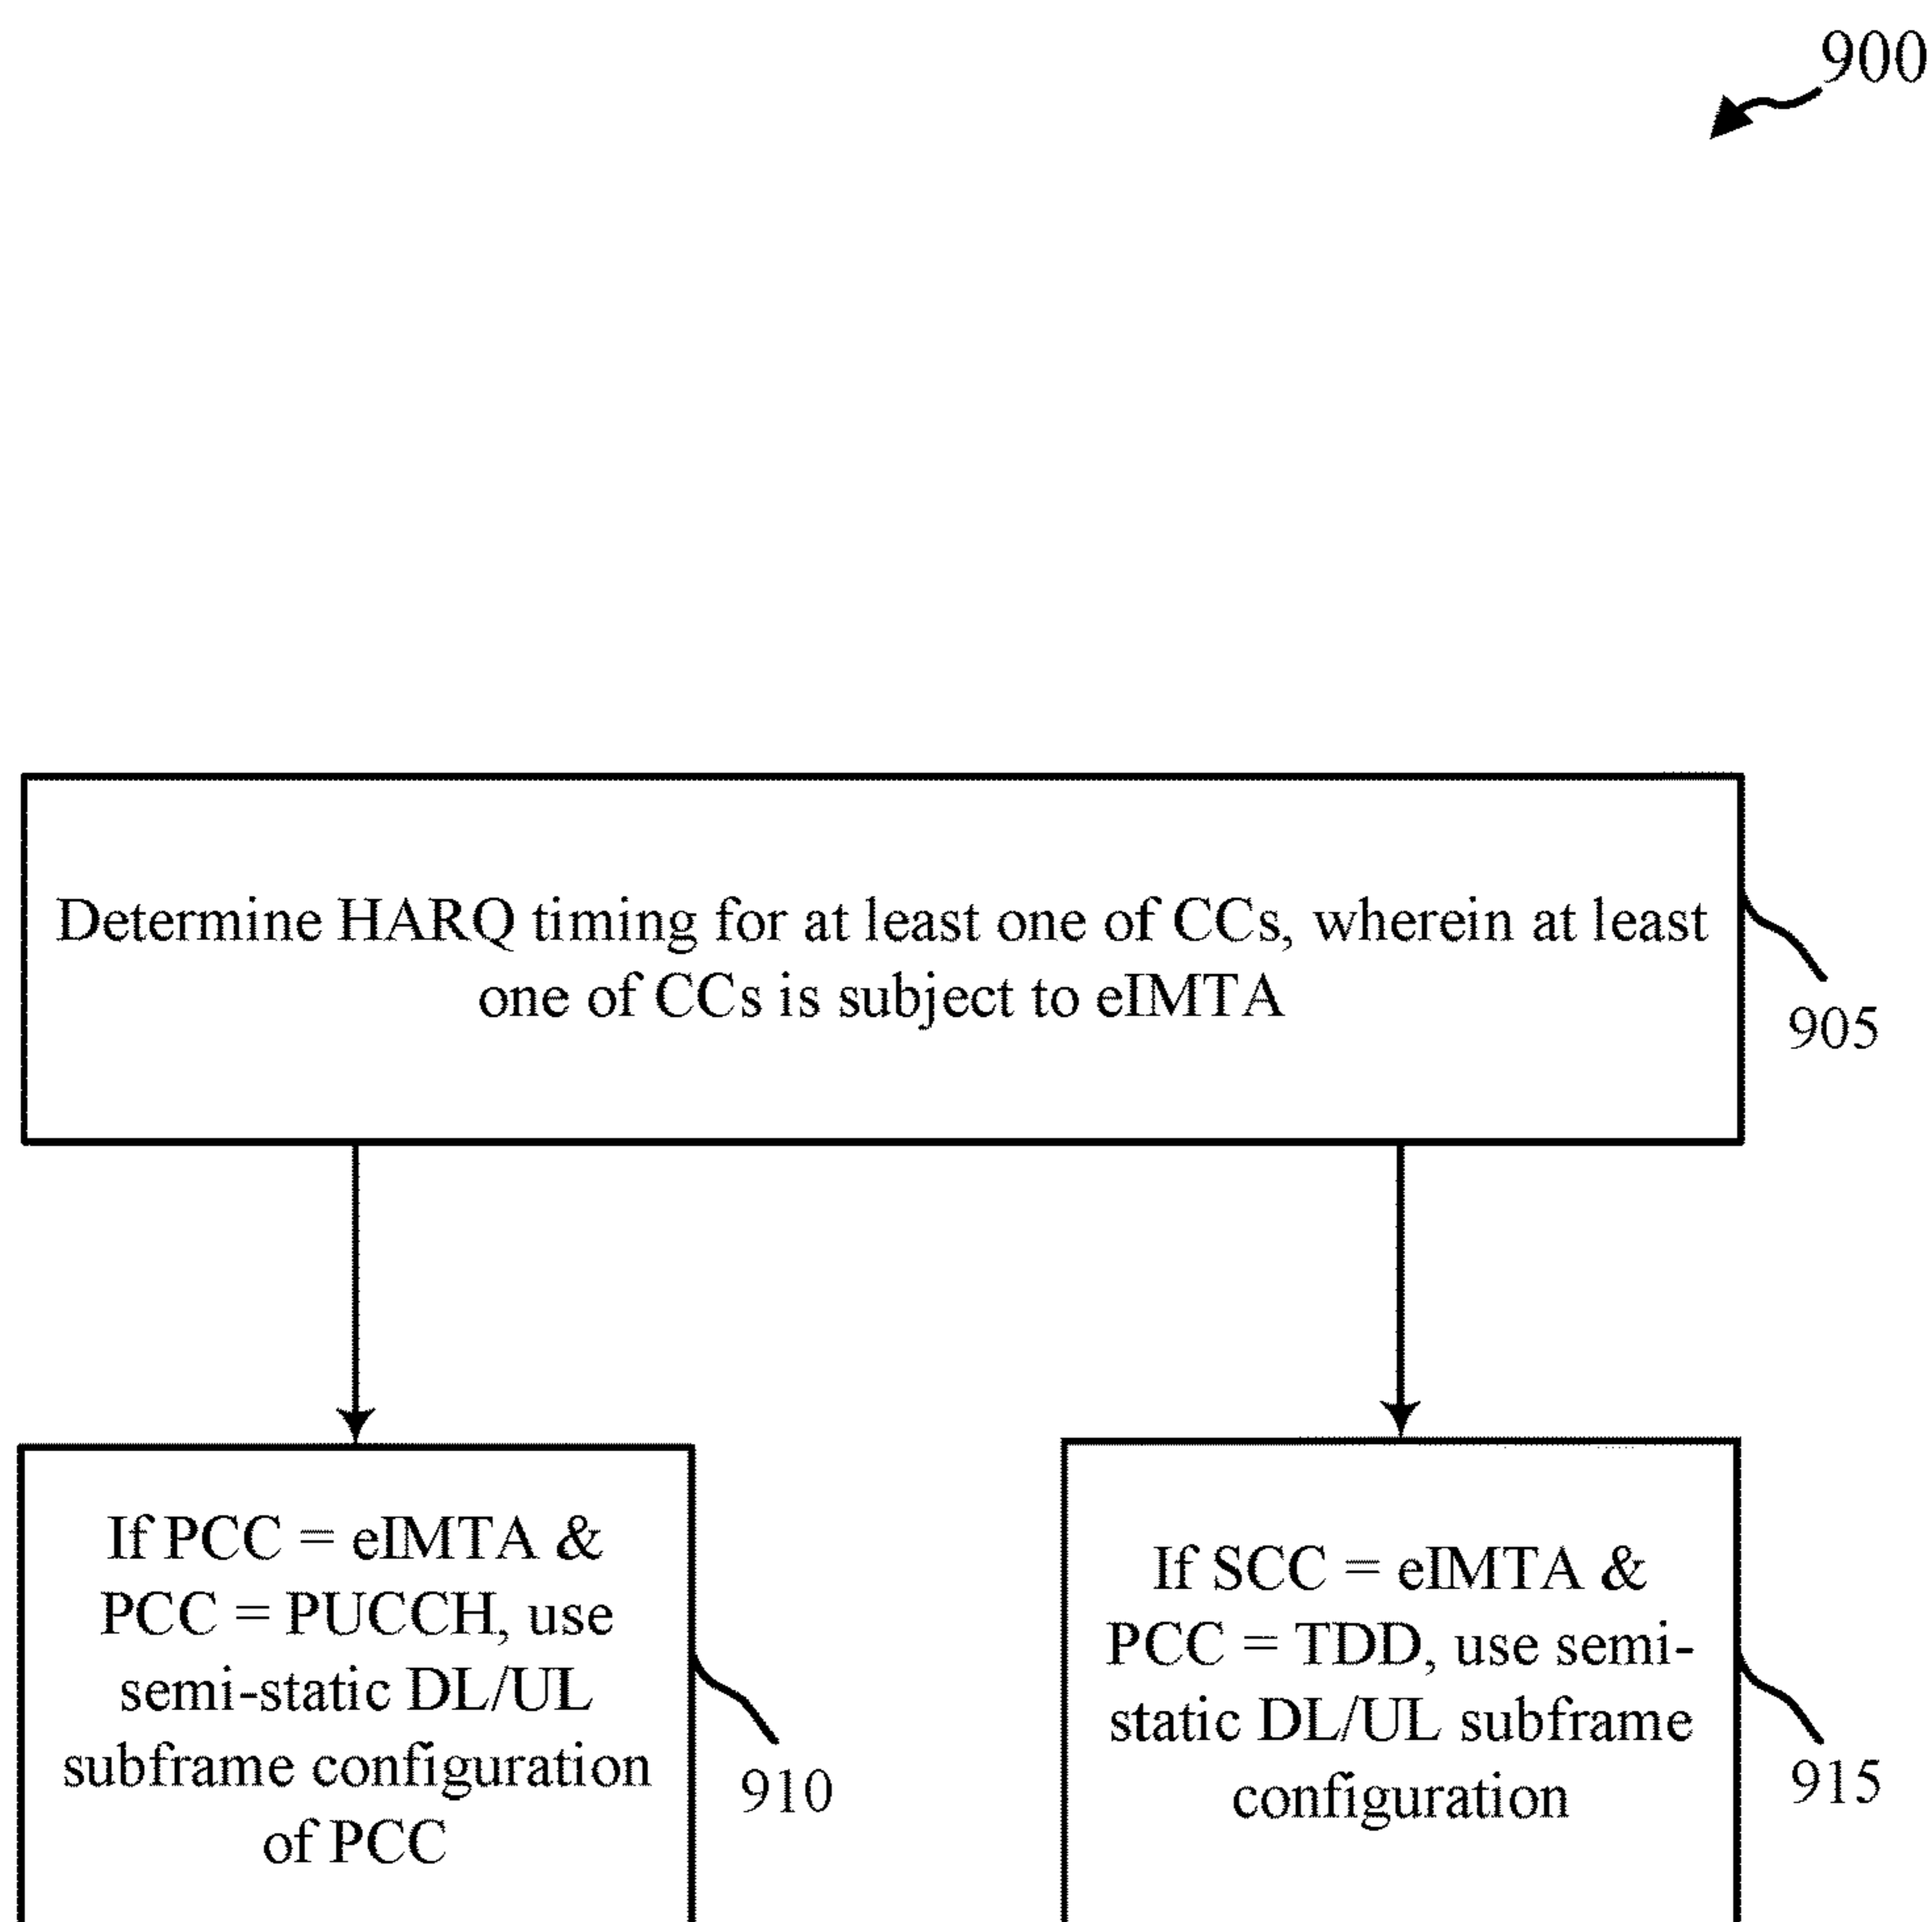 900
Determine HARQ timing for at least one of CCs, wherein at least
one of CCs is subject to eIMTA
905
If PCC = eIMTA &
PCC = PUCCH, use
semi-static DL/UL
subframe configuration
of PCC
910
If SCC = eIMTA &
PCC = TDD, use semi-
static DL/UL subframe
configuration
915